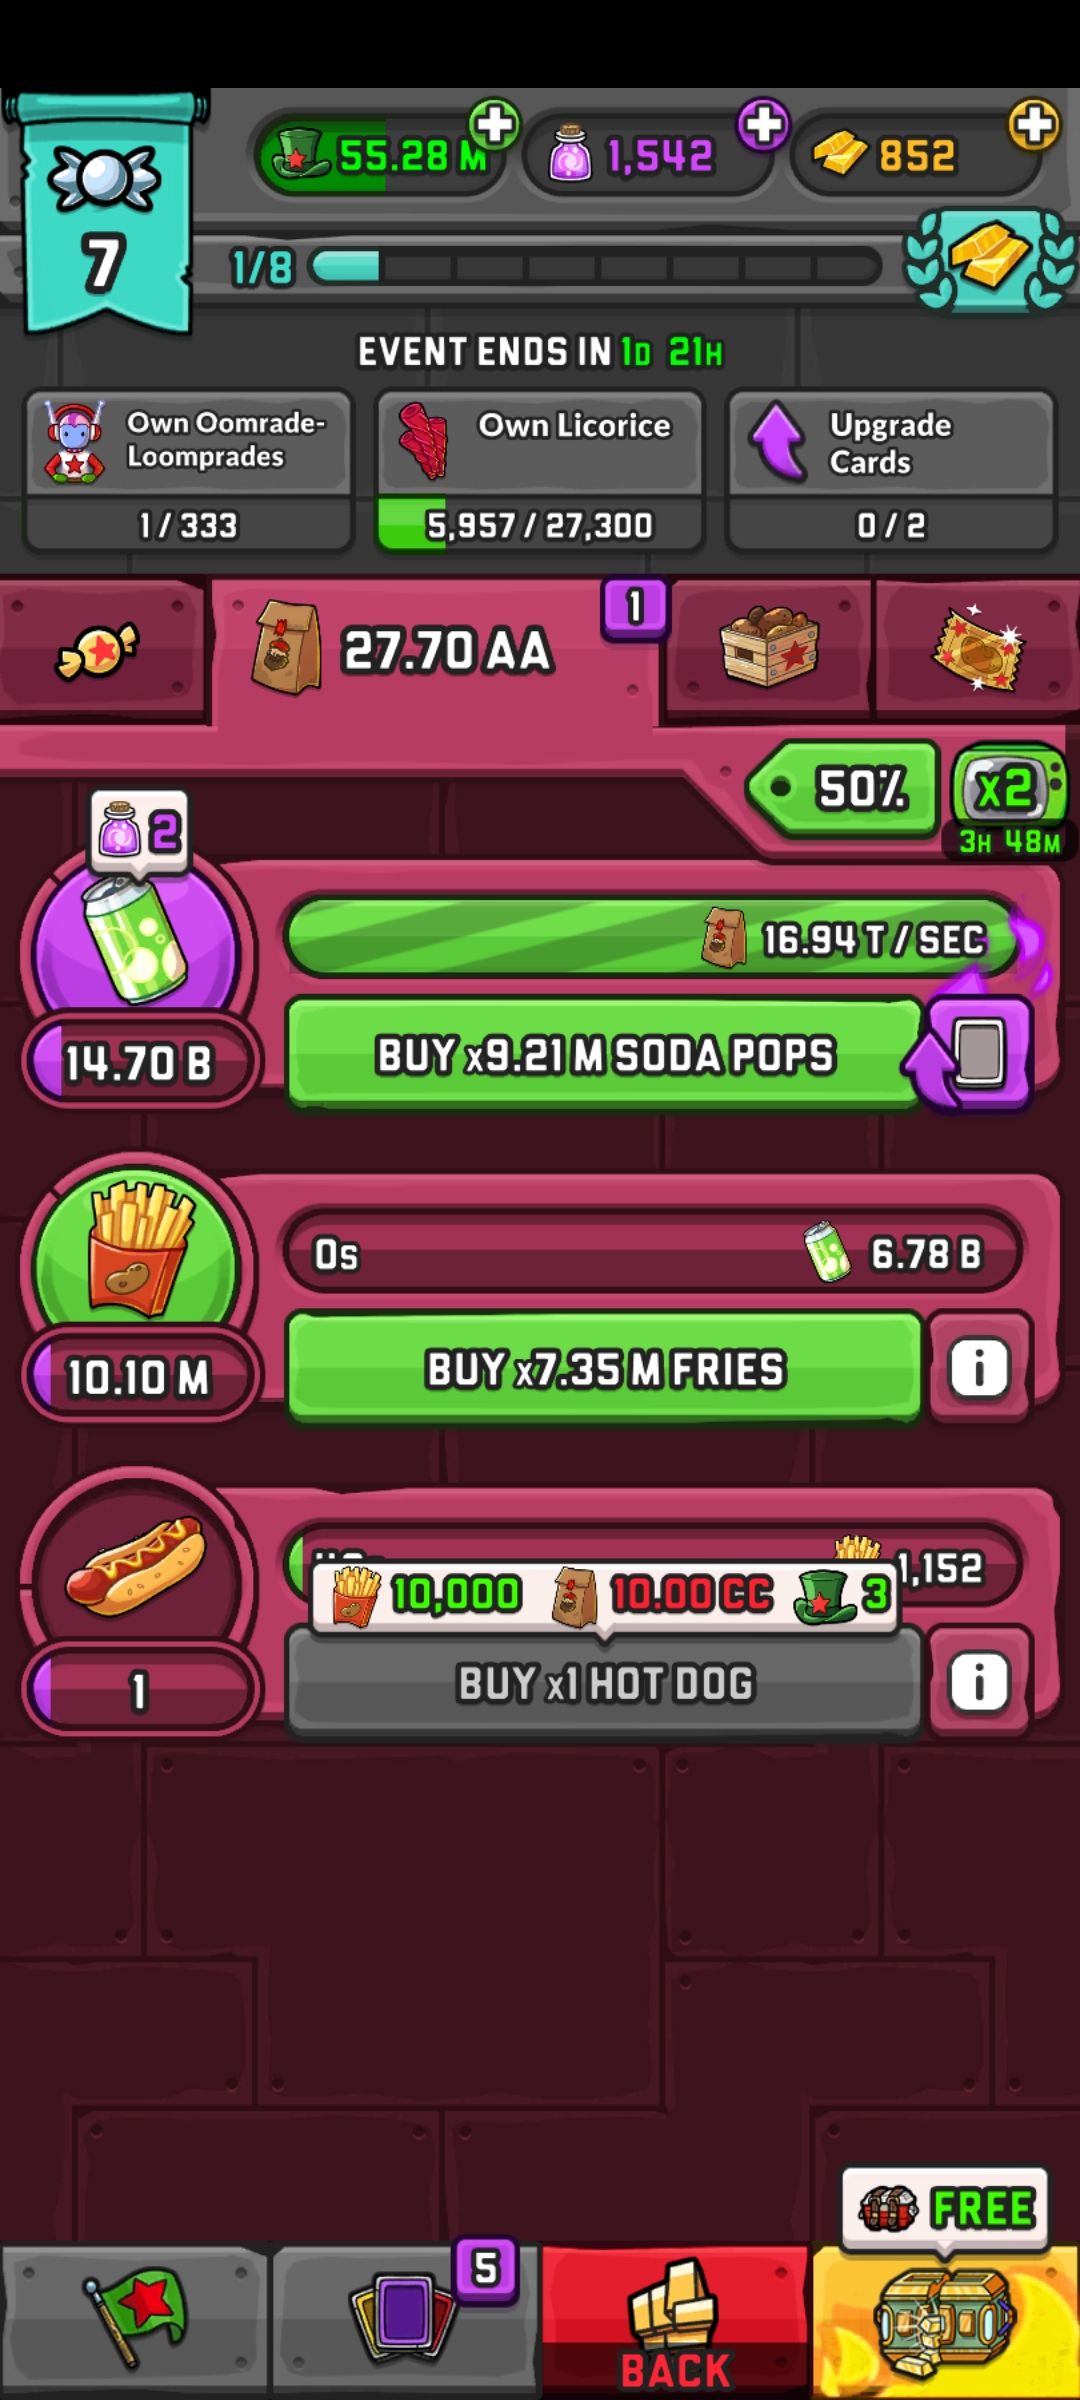 55.28 M
1,542
852
7
1/8
EVENT ENDS IN 1D 21H
Own Oomrade-
Loomprades
1 / 333
Own Licorice
5,957 / 27,300
Upgrade
Cards
0 / 2
27.70 AA
1
50%
x2
3H 48M
2
16.94 T / SEC
14.70 B
BUY x9.21 M SODA POPS
0s
6.78 B
10.10 M
BUY x7.35 M FRIES
1,152
10,000
10.00 CC
3
1
BUY x1 HOT DOG
FREE
5
BACK